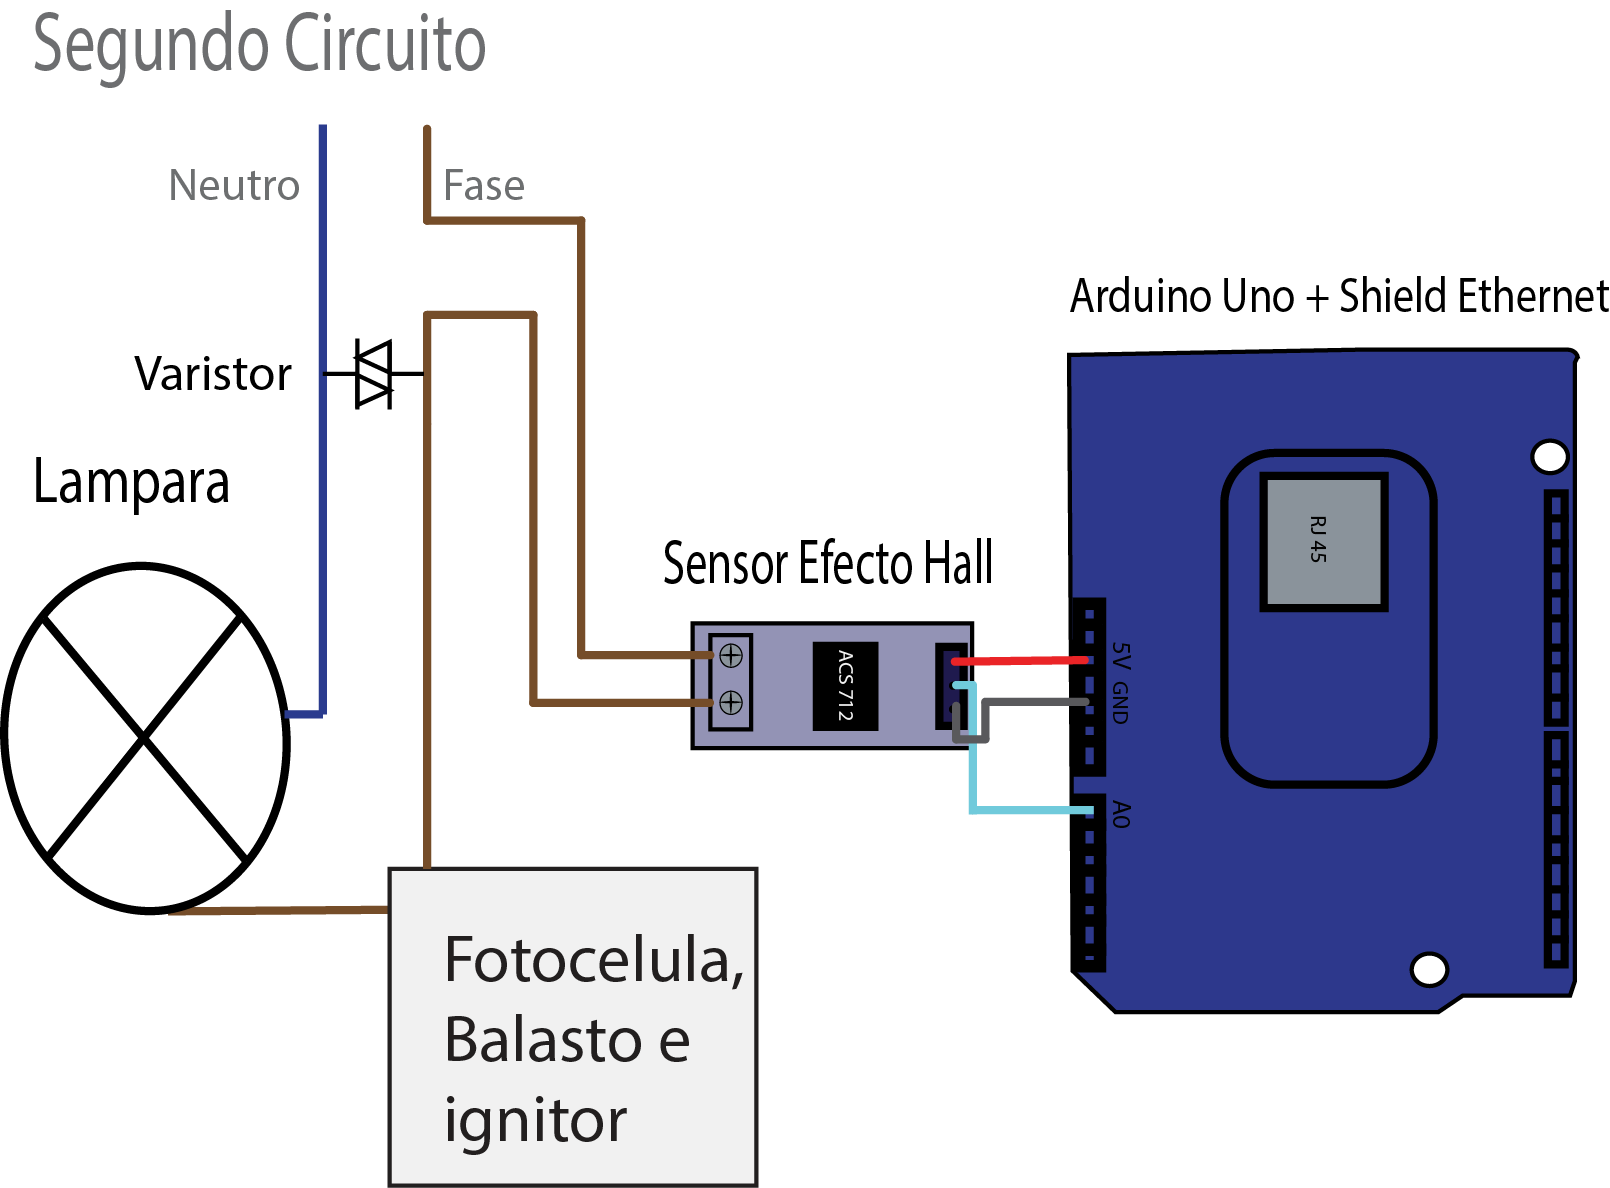 Segundo Circuito
Neutro
Fase
Varistor
Lampara
Sensor Efecto Hall
ACS 712
Arduino Uno + Shield Ethernet
RJ 45
5V
GND
A0
Fotocelula,
Balasto e
ignitor